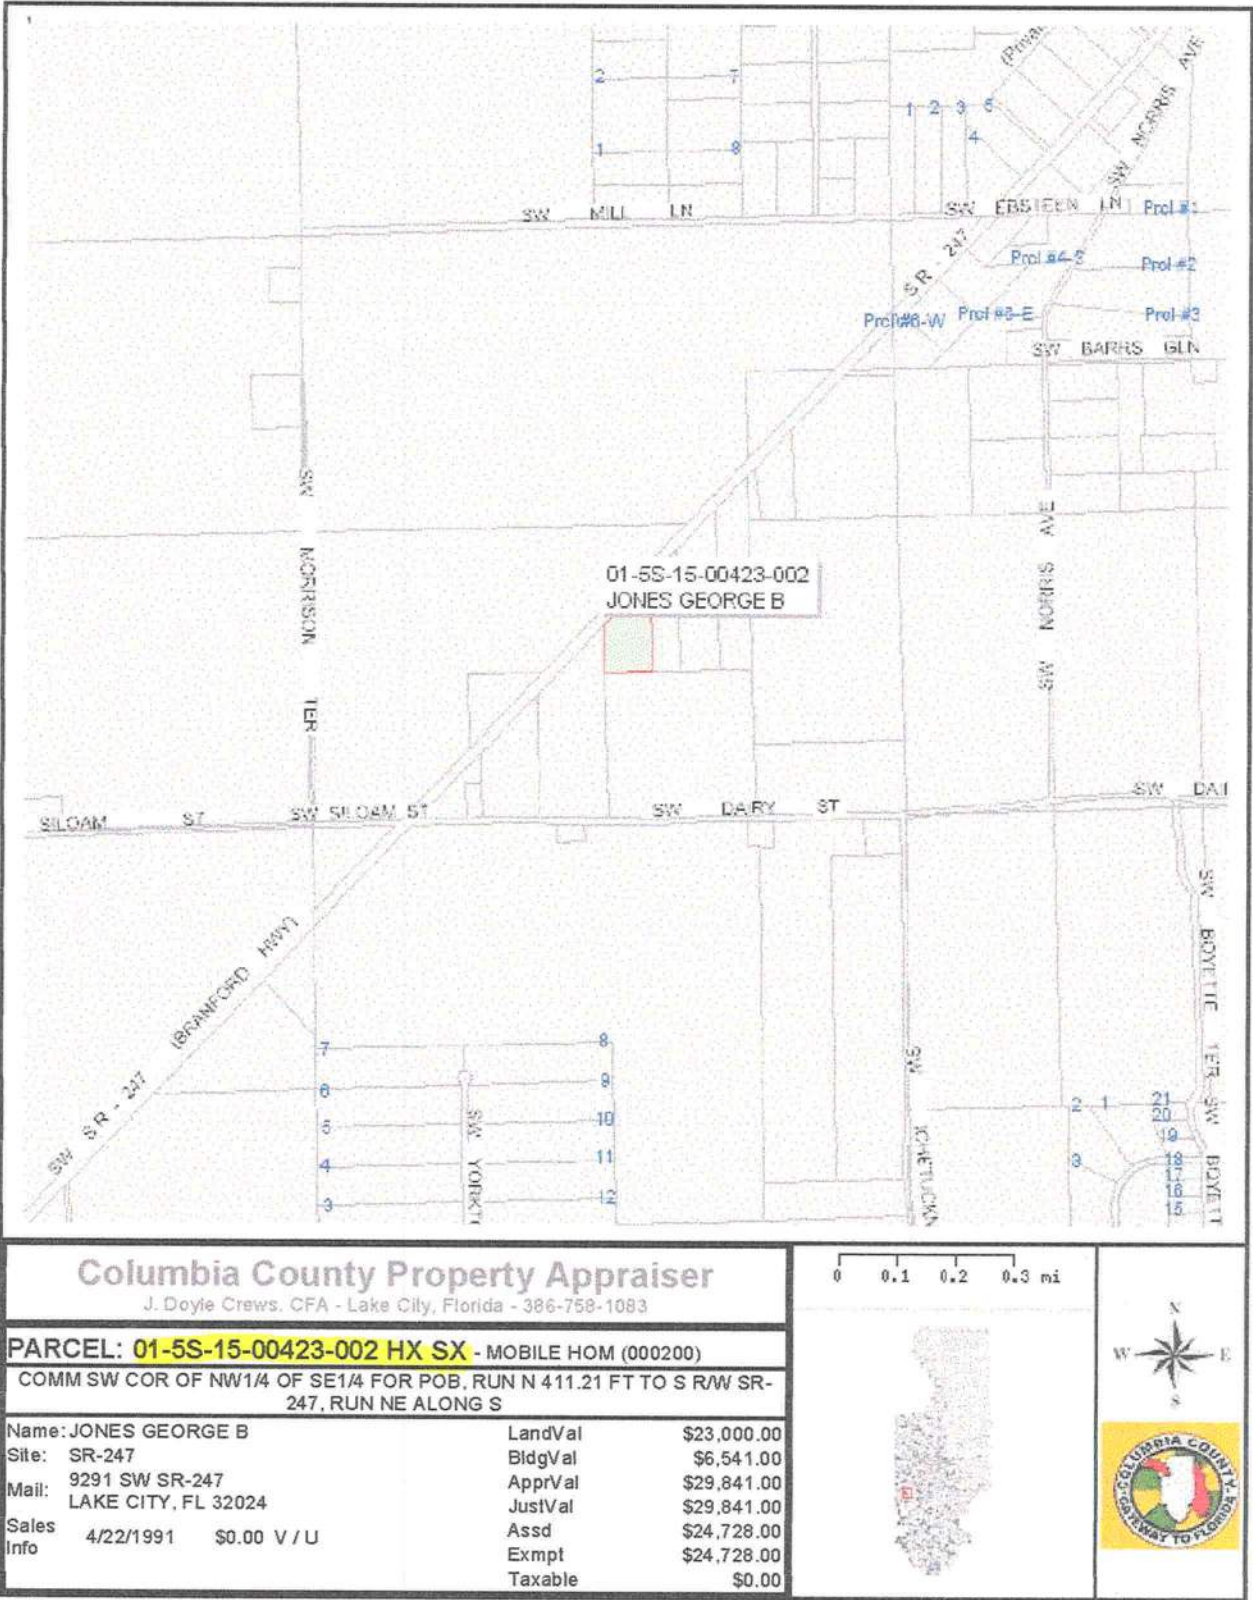 (Privat
SW NORRIS AVE
2 7
1 2 3 5
4
1 8
SW MILL LN
SW EBSTEEN LN
Prcl #1
SR - 247
Prcl #4-S
Prcl #2
Prcl #6-W
Prcl #5-E
Prcl #3
SW BARRS GLN
SW MORRISON TER
SW NORRIS AVE
01-5S-15-00423-002
JONES GEORGE B
SILOAM ST
SW SILOAM ST
SW DAIRY ST
SW DAI
SW SR - 247 (BRANFORD HWY)
SW BOYETTE TER
SW BOYETT
7 8
6 9
5 10
4 11
3 12
SW YORKT
SW ICHETUCKN
2 1 21
20
19
3 18
17
16
15
Columbia County Property Appraiser
J. Doyle Crews, CFA - Lake City, Florida - 386-758-1083
PARCEL: 01-5S-15-00423-002 HX SX - MOBILE HOM (000200)
COMM SW COR OF NW1/4 OF SE1/4 FOR POB, RUN N 411.21 FT TO S R/W SR-
247, RUN NE ALONG S
Name: JONES GEORGE B
Site: SR-247
Mail: 9291 SW SR-247
LAKE CITY, FL 32024
Sales Info 4/22/1991 $0.00 V / U
LandVal $23,000.00
BldgVal $6,541.00
ApprVal $29,841.00
JustVal $29,841.00
Assd $24,728.00
Exmpt $24,728.00
Taxable $0.00
0 0.1 0.2 0.3 mi
N
W E
S
COLUMBIA COUNTY
GATEWAY TO FLORIDA